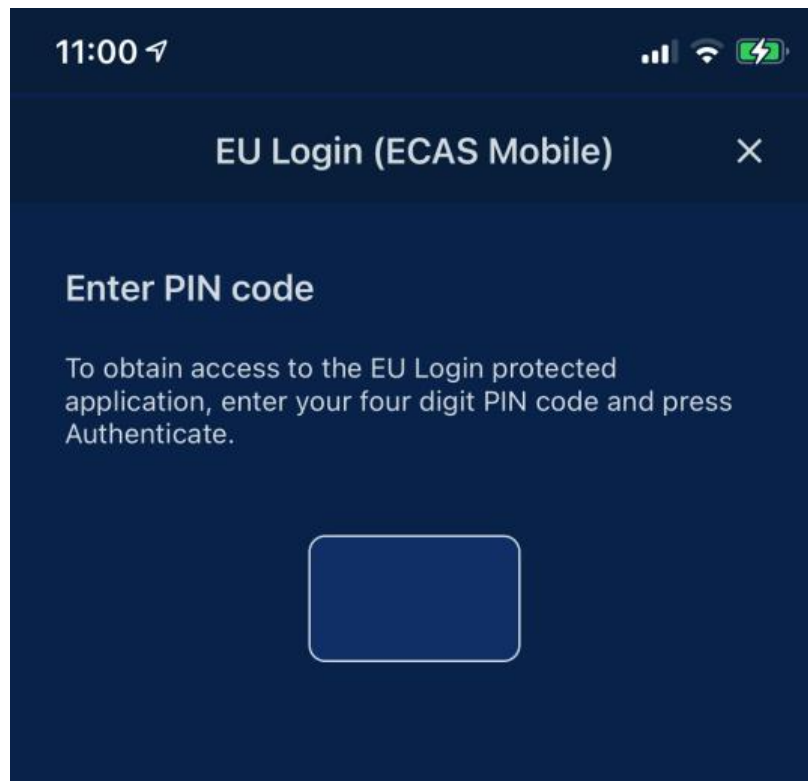 11:00
EU Login (ECAS Mobile)
Enter PIN code
To obtain access to the EU Login protected
application, enter your four digit PIN code and press
Authenticate.